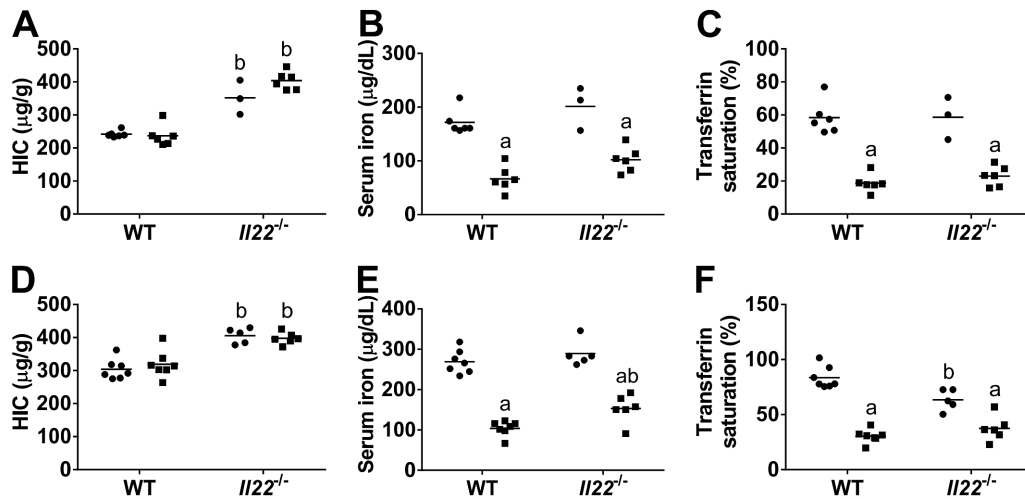 A
HIC (μg/g)
500
400
300
200
100
0
b
b
WT
Il22-/-
B
Serum iron (μg/dL)
300
200
100
0
a
a
WT
Il22-/-
C
Transferrin
saturation (%)
100
80
60
40
20
0
a
a
WT
Il22-/-
D
HIC (μg/g)
500
400
300
200
100
0
b
b
WT
Il22-/-
E
Serum iron (μg/dL)
400
300
200
100
0
a
ab
WT
Il22-/-
F
Transferrin
saturation (%)
150
100
50
0
a
b
a
WT
Il22-/-